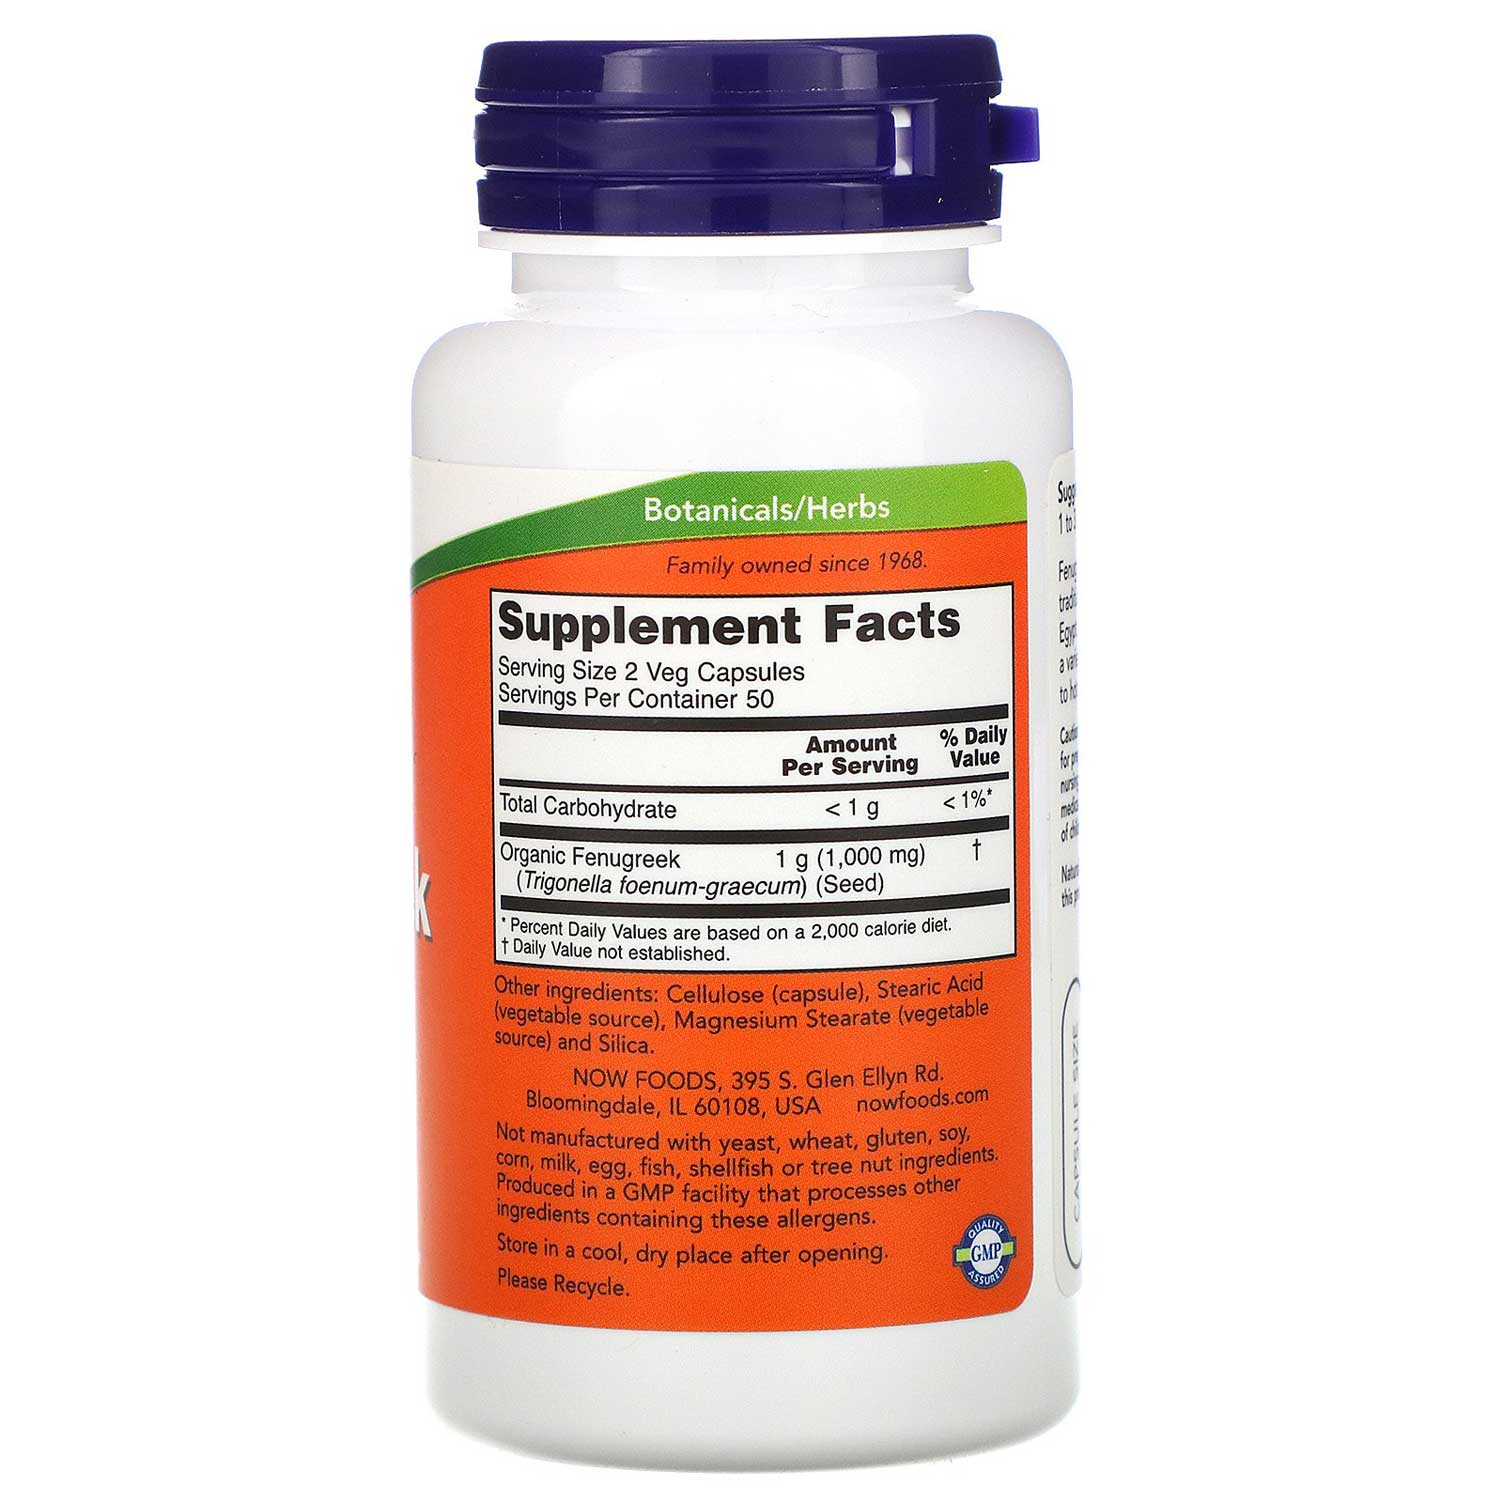 Botanicals/Herbs
Family owned since 1968.
Supplement Facts
Serving Size 2 Veg Capsules
Servings Per Container 50
Amount Per Serving
% Daily Value
Total Carbohydrate < 1 g < 1%*
Organic Fenugreek 1 g (1,000 mg) †
(Trigonella foenum-graecum) (Seed)
* Percent Daily Values are based on a 2,000 calorie diet.
† Daily Value not established.
Other ingredients: Cellulose (capsule), Stearic Acid
(vegetable source), Magnesium Stearate (vegetable
source) and Silica.
NOW FOODS, 395 S. Glen Ellyn Rd.
Bloomingdale, IL 60108, USA nowfoods.com
Not manufactured with yeast, wheat, gluten, soy,
corn, milk, egg, fish, shellfish or tree nut ingredients.
Produced in a GMP facility that processes other
ingredients containing these allergens.
Store in a cool, dry place after opening.
Please Recycle.
QUALITY
GMP
ASSURED
k
1 to
a
to
for
of
this
CAPSULE SIZE